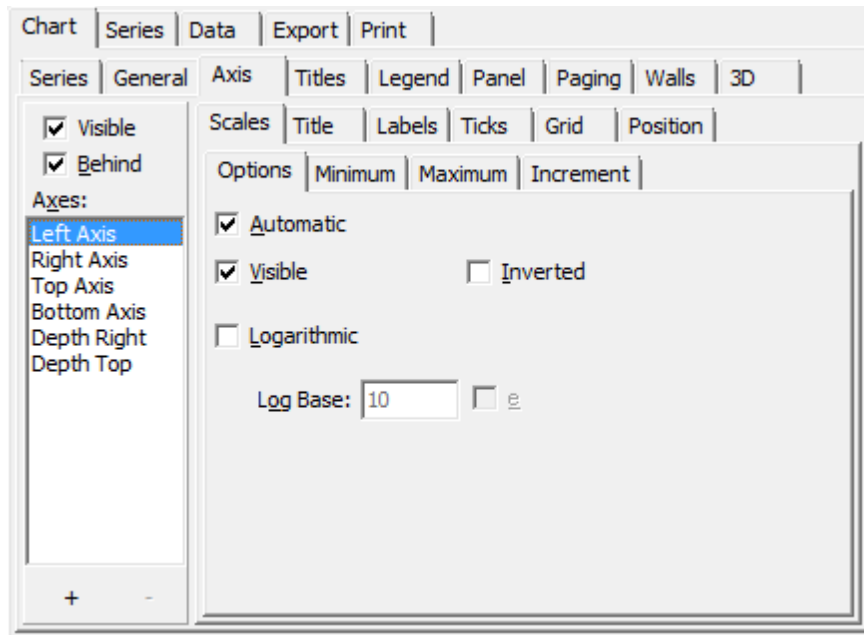 Chart Series Data Export Print
Series General Axis Titles Legend Panel Paging Walls 3D
Visible
Behind
Axes:
Left Axis
Right Axis
Top Axis
Bottom Axis
Depth Right
Depth Top
+ -
Scales Title Labels Ticks Grid Position
Options Minimum Maximum Increment
Automatic
Visible Inverted
Logarithmic
Log Base: 10 e